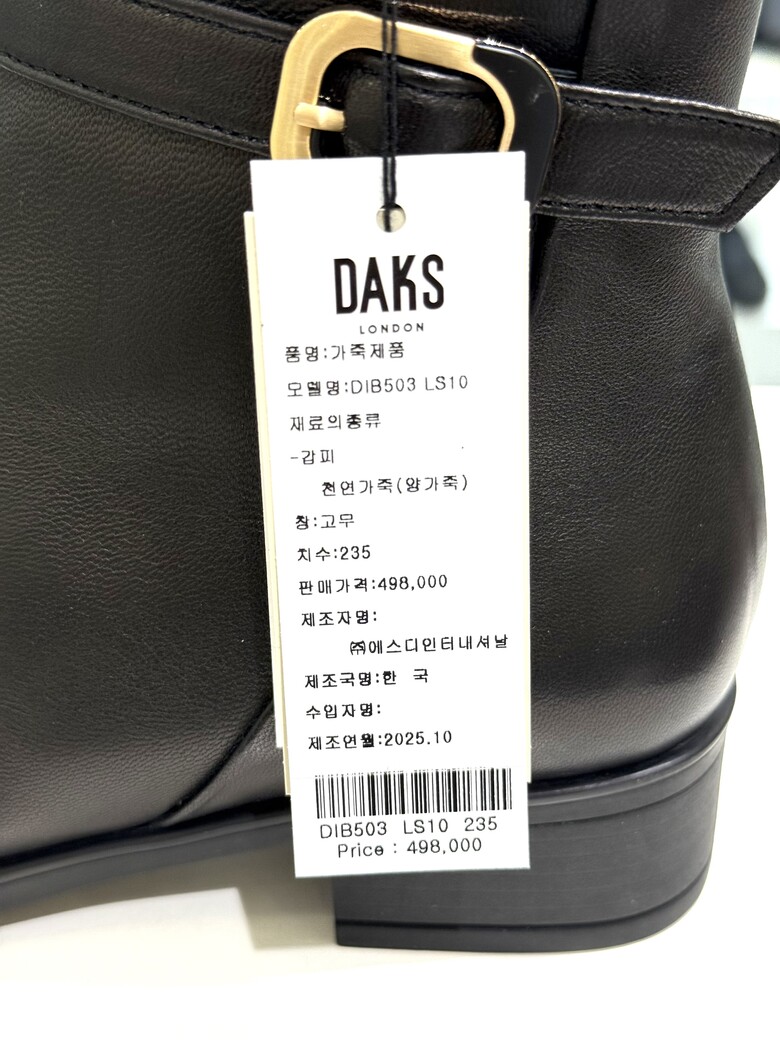 DAKS
LONDON
품명:가죽제품
모델명:DIB503 LS10
재료의종류
-갑피
천연가죽(양가죽)
창:고무
치수:235
판매가격:498,000
제조자명:
㈜에스디인터내셔날
제조국명:한 국
수입자명:
제조연월:2025.10
DIB503 LS10 235
Price : 498,000